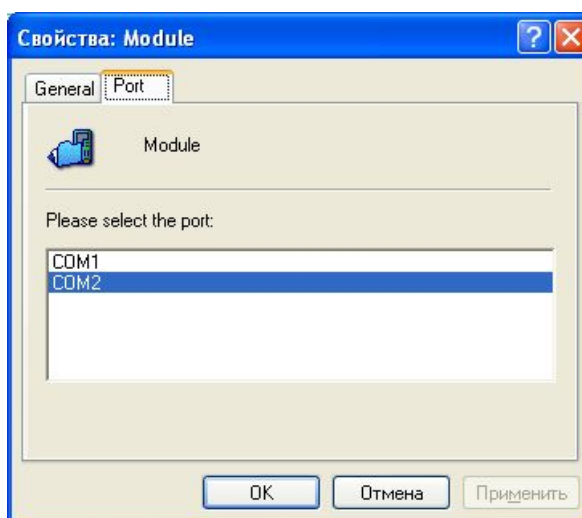 Свойства: Module
General Port
Module
Please select the port:
COM1
COM2
OK Отмена Применить